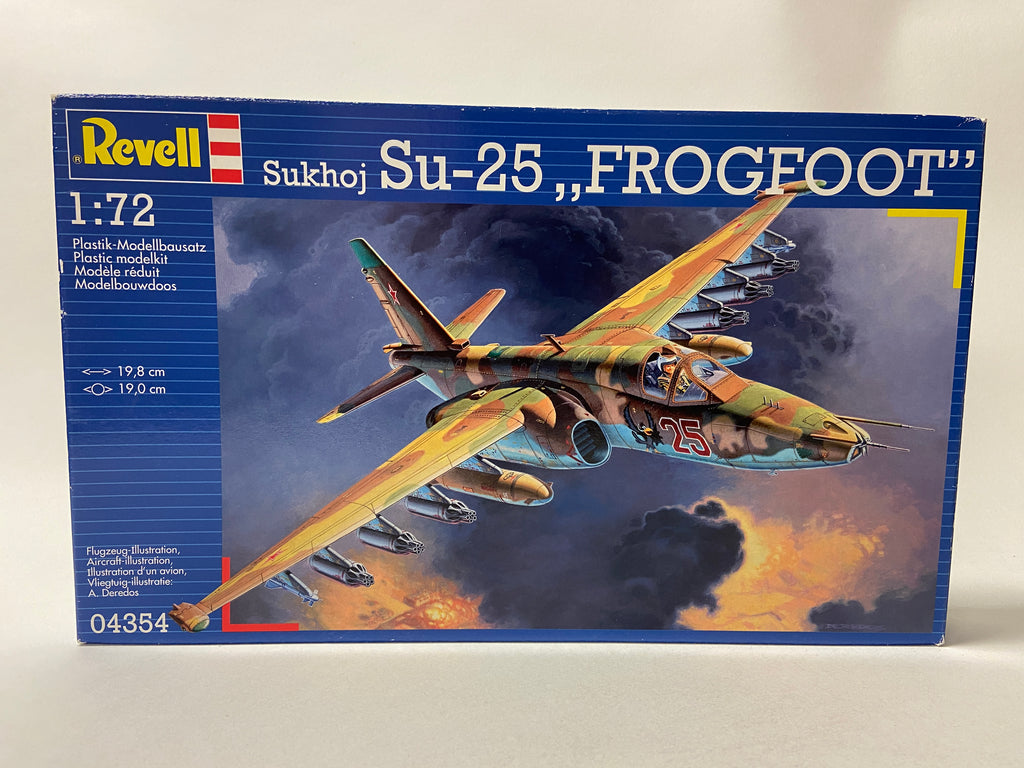 ® Revell
Sukhoj Su-25 „FROGFOOT”
1:72
Plastik-Modellbausatz
Plastic modelkit
Modèle réduit
Modelbouwdoos
19,8 cm
19,0 cm
25
Flugzeug-Illustration,
Aircraft-illustration,
Illustration d'un avion,
Vliegtuig-illustratie:
A. Deredos
04354